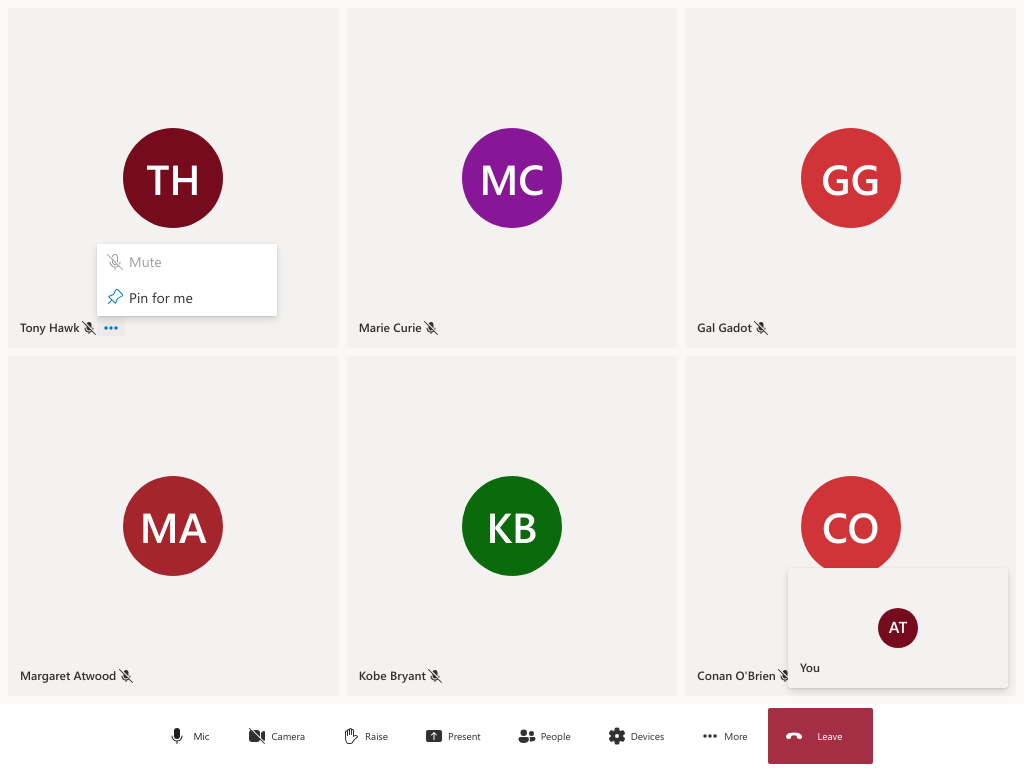 TH
MC
GG
Mute
Pin for me
Tony Hawk
Marie Curie
Gal Gadot
MA
KB
CO
AT
You
Margaret Atwood
Kobe Bryant
Conan O'Brien
Mic
Camera
Raise
Present
People
Devices
More
Leave